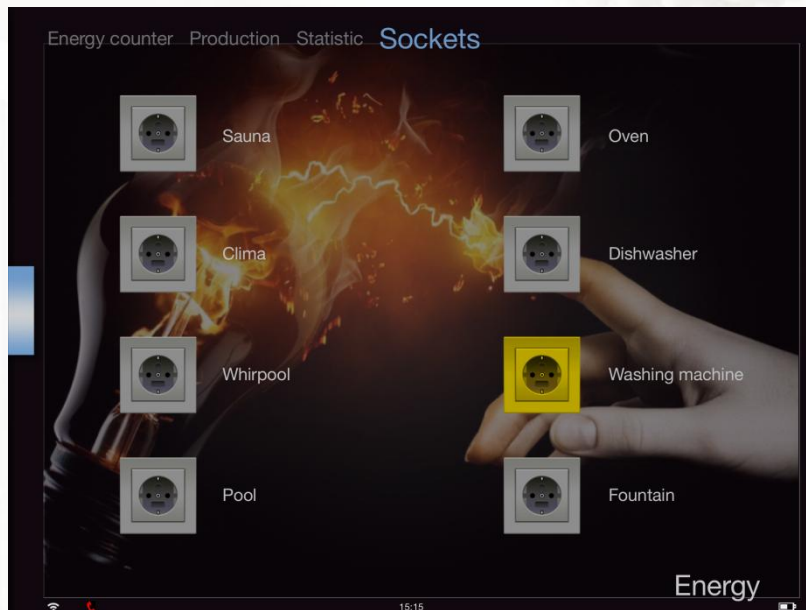 Energy counter Production Statistic Sockets
Sauna
Oven
Clima
Dishwasher
Whirpool
Washing machine
Pool
Fountain
Energy
15:15